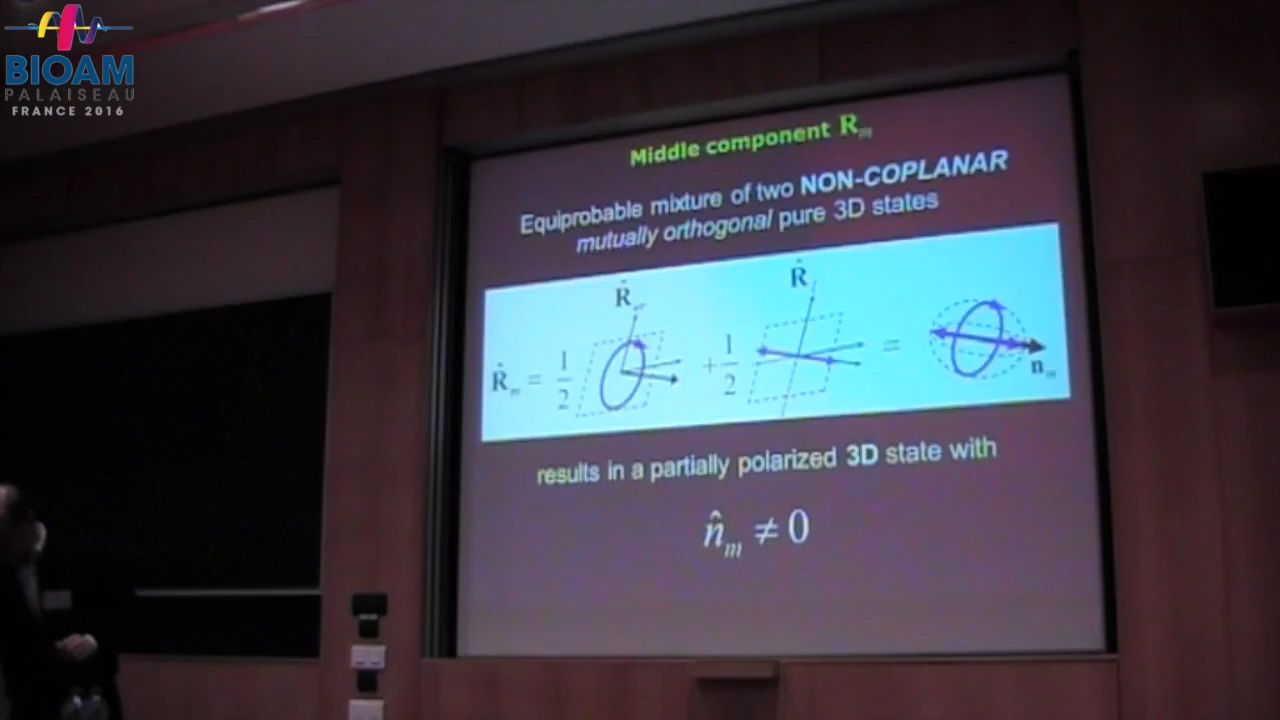 BIOAM
PALAISEAU
FRANCE 2016
Middle component Rₘ
Equiprobable mixture of two NON-COPLANAR
mutually orthogonal pure 3D states
R̂ₘ = 1/2 + 1/2 =
R̂
R̂
nₘ
results in a partially polarized 3D state with
n̂ₘ ≠ 0